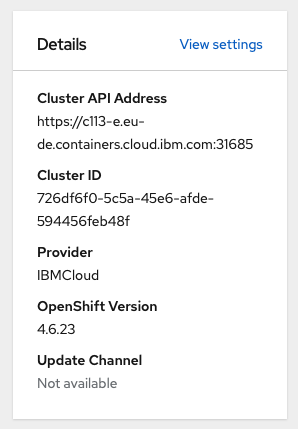 Details
View settings
Cluster API Address
https://c113-e.eu-
de.containers.cloud.ibm.com:31685
Cluster ID
726df6f0-5c5a-45e6-afde-
594456feb48f
Provider
IBMCloud
OpenShift Version
4.6.23
Update Channel
Not available